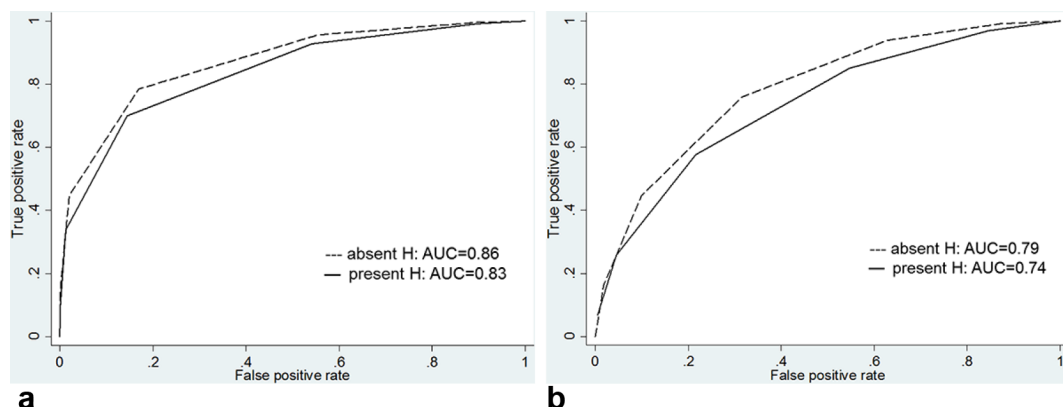 True positive rate
1
.8
.6
.4
.2
0
absent H: AUC=0.86
present H: AUC=0.83
0 .2 .4 .6 .8 1
False positive rate
a
True positive rate
1
.8
.6
.4
.2
0
absent H: AUC=0.79
present H: AUC=0.74
0 .2 .4 .6 .8 1
False positive rate
b